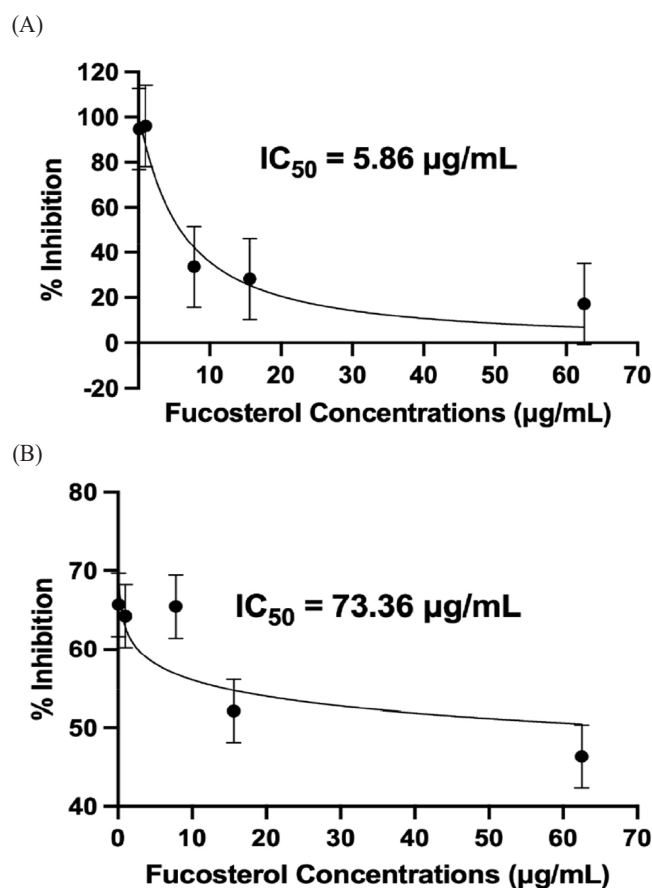 (A)
120
100
80
60
40
20
0
-20
% Inhibition
IC50 = 5.86 µg/mL
10 20 30 40 50 60 70
Fucosterol Concentrations (µg/mL)
(B)
80
70
60
50
40
% Inhibition
IC50 = 73.36 µg/mL
0 10 20 30 40 50 60 70
Fucosterol Concentrations (µg/mL)